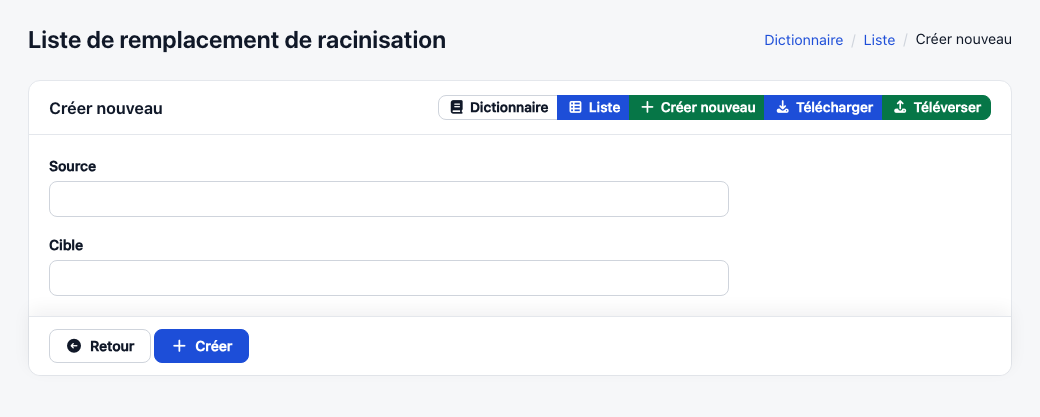 Liste de remplacement de racinisation
Dictionnaire / Liste / Créer nouveau
Créer nouveau
Dictionnaire Liste Créer nouveau Télécharger Téléverser
Source
Cible
Retour Créer